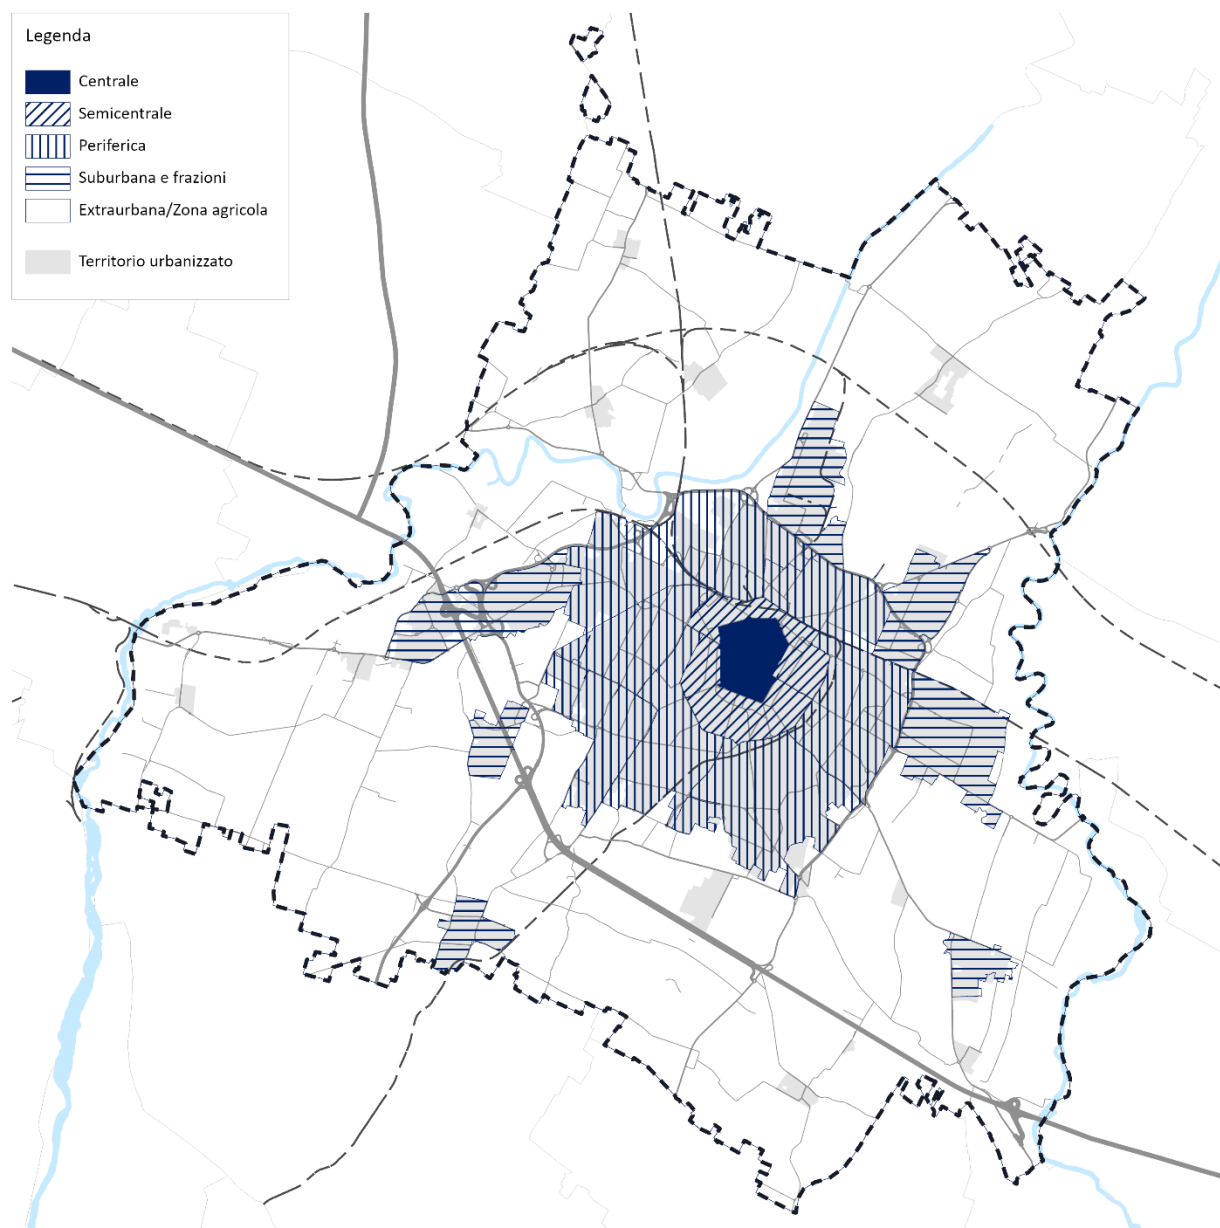 Legenda
Centrale
Semicentrale
Periferica
Suburbana e frazioni
Extraurbana/Zona agricola
Territorio urbanizzato